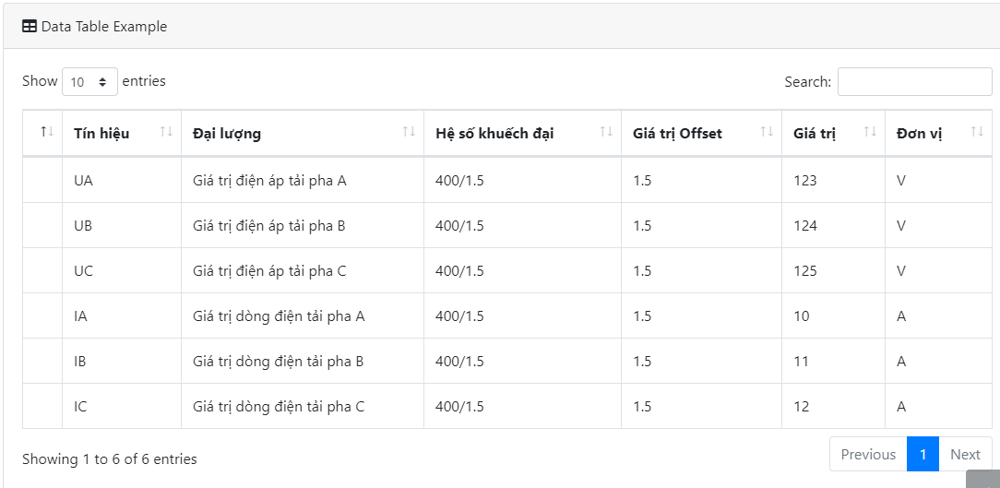 Data Table Example
Show 10 entries Search:
Tín hiệu Đại lượng Hệ số khuếch đại Giá trị Offset Giá trị Đơn vị
UA Giá trị điện áp tải pha A 400/1.5 1.5 123 V
UB Giá trị điện áp tải pha B 400/1.5 1.5 124 V
UC Giá trị điện áp tải pha C 400/1.5 1.5 125 V
IA Giá trị dòng điện tải pha A 400/1.5 1.5 10 A
IB Giá trị dòng điện tải pha B 400/1.5 1.5 11 A
IC Giá trị dòng điện tải pha C 400/1.5 1.5 12 A
Showing 1 to 6 of 6 entries Previous 1 Next